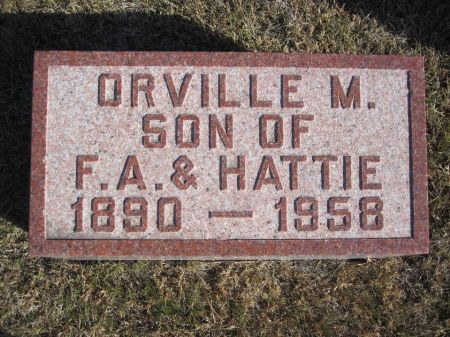 ORVILLE M.
SON OF
F.A. & HATTIE
1890 — 1958